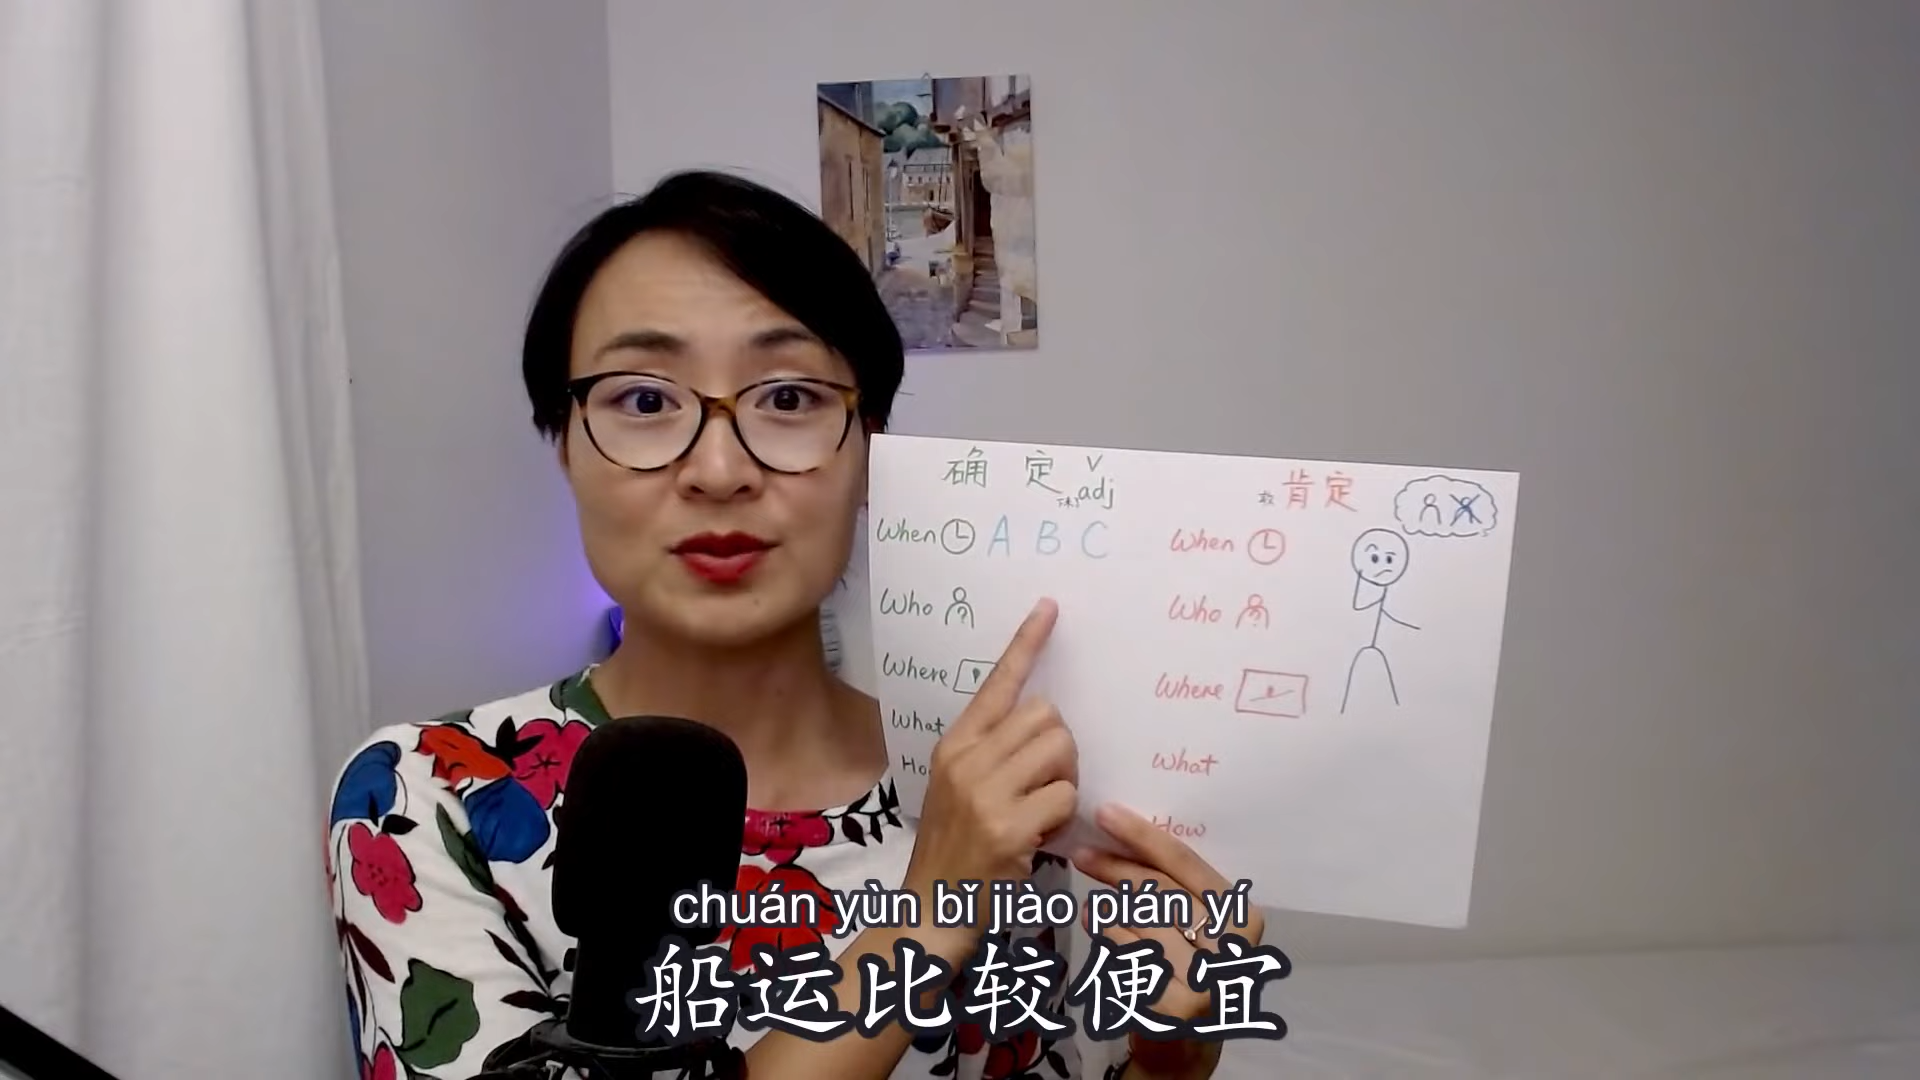 确定 v
adj
肯定
When A B C
When
Who
Who
Where
Where
What
What
Ho
How
chuán yùn bǐ jiào pián yí
船运比较便宜